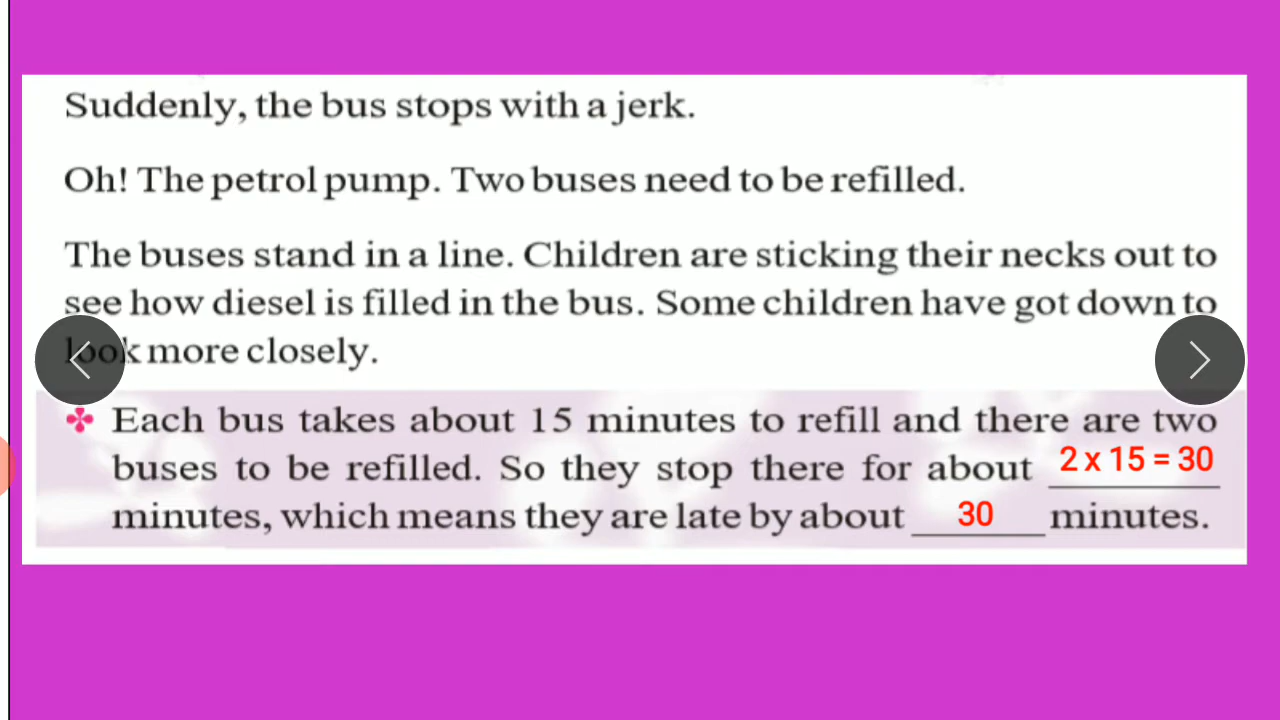 Suddenly, the bus stops with a jerk.
Oh! The petrol pump. Two buses need to be refilled.
The buses stand in a line. Children are sticking their necks out to
see how diesel is filled in the bus. Some children have got down to
look more closely.
Each bus takes about 15 minutes to refill and there are two
buses to be refilled. So they stop there for about 2 x 15 = 30
minutes, which means they are late by about 30 minutes.